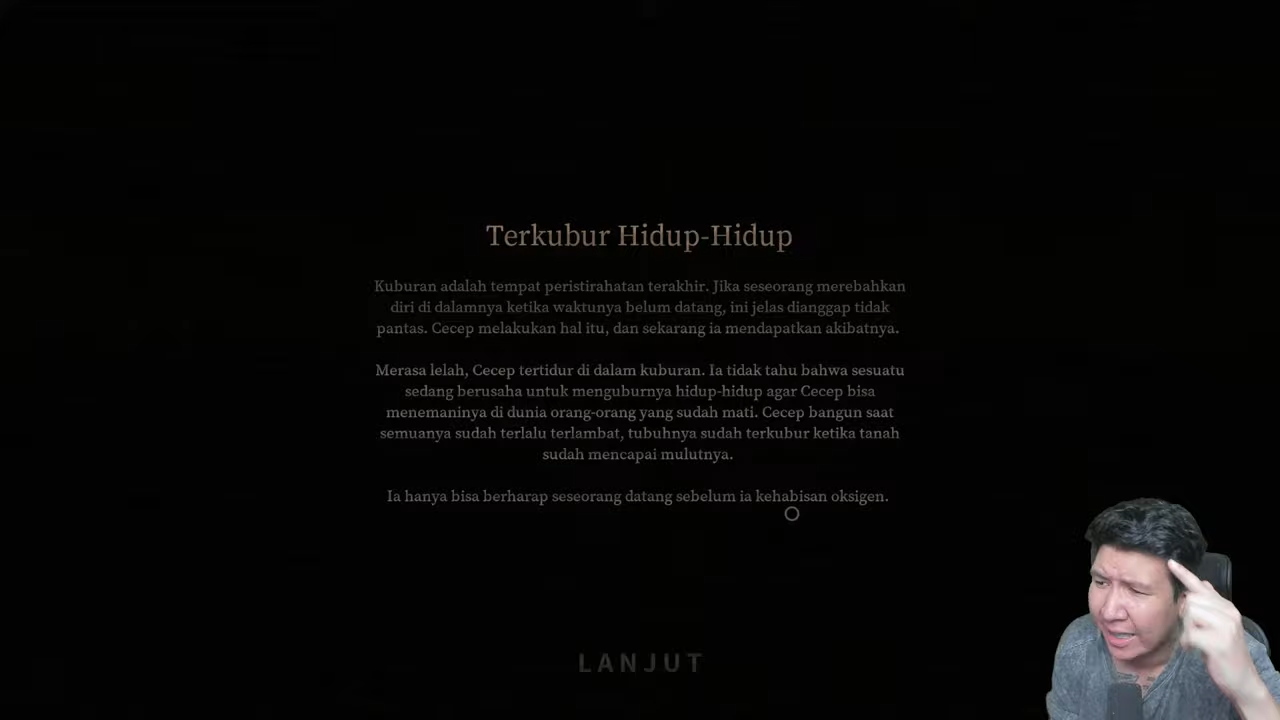 Terkubur Hidup-Hidup
Kuburan adalah tempat peristirahatan terakhir. Jika seseorang merebahkan
diri di dalamnya ketika waktunya belum datang, ini jelas dianggap tidak
pantas. Cecep melakukan hal itu, dan sekarang ia mendapatkan akibatnya.
Merasa lelah, Cecep tertidur di dalam kuburan. Ia tidak tahu bahwa sesuatu
sedang berusaha untuk menguburnya hidup-hidup agar Cecep bisa
menemaninya di dunia orang-orang yang sudah mati. Cecep bangun saat
semuanya sudah terlalu terlambat, tubuhnya sudah terkubur ketika tanah
sudah mencapai mulutnya.
Ia hanya bisa berharap seseorang datang sebelum ia kehabisan oksigen.
LANJUT